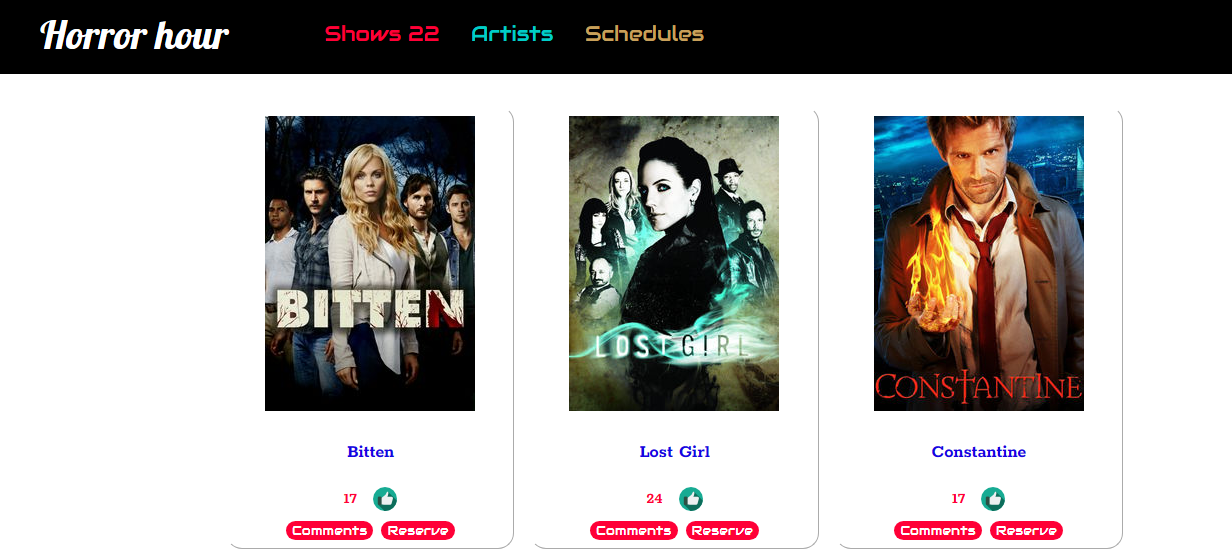 Horror hour
Shows 22 Artists Schedules
BITTEN
LOST GIRL
CONSTANTINE
Bitten
Lost Girl
Constantine
17
24
17
Comments Reserve
Comments Reserve
Comments Reserve